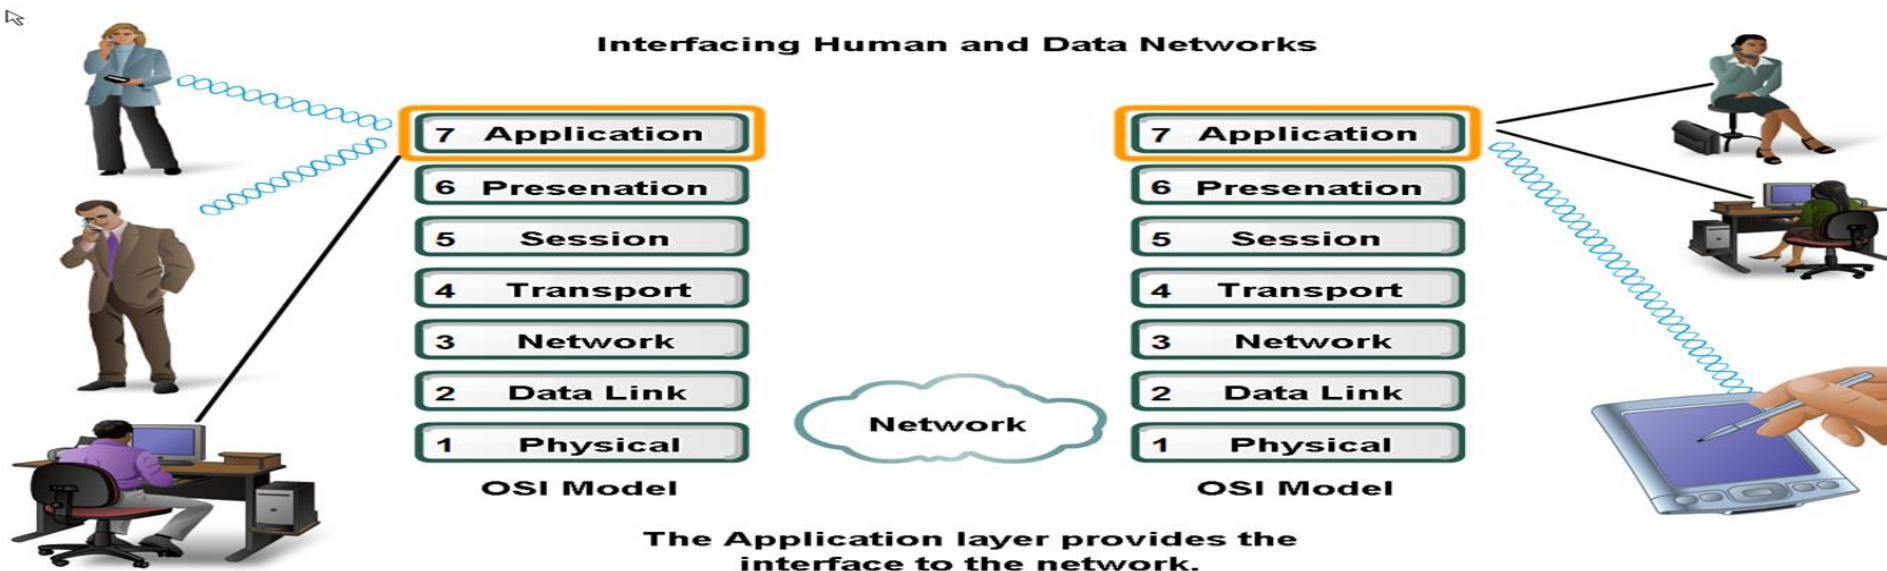 Interfacing Human and Data Networks
7 Application
6 Presenation
5 Session
4 Transport
3 Network
2 Data Link
1 Physical
OSI Model
Network
7 Application
6 Presenation
5 Session
4 Transport
3 Network
2 Data Link
1 Physical
OSI Model
The Application layer provides the
interface to the network.